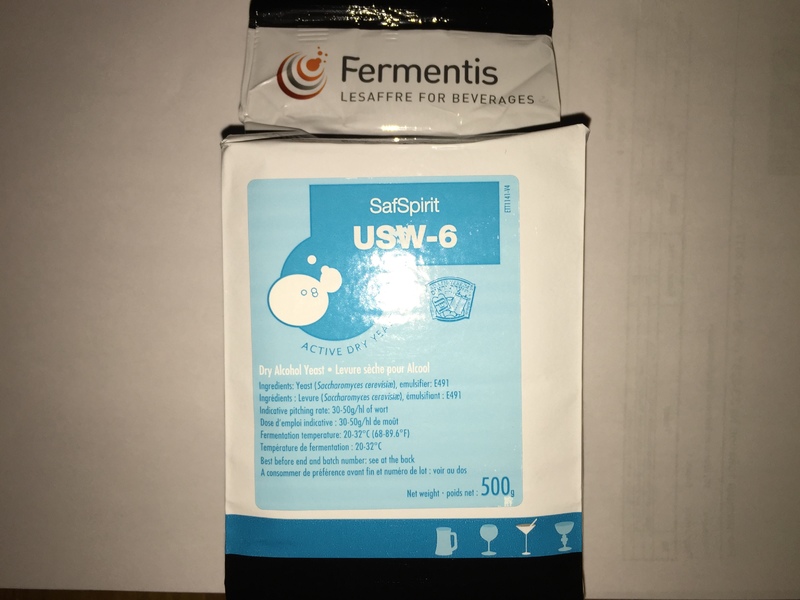 Fermentis
LESAFFRE FOR BEVERAGES
SafSpirit
USW-6
ACTIVE DRY
Dry Alcohol Yeast • Levure sèche pour Alcool
Ingredients: Yeast (Saccharomyces cerevisiæ), emulsifier: E491
Ingrédients : Levure (Saccharomyces cerevisiæ), émulsifiant : E491
Indicative pitching rate: 30-50g/hl of wort
Dose d'emploi indicative : 30-50g/hl de moût
Fermentation temperature: 20-32°C (68-89.6°F)
Température de fermentation : 20-32°C
Best before end and batch number: see at the back
A consommer de préférence avant fin et numéro de lot : voir au dos
Net weight - poids net : 500g